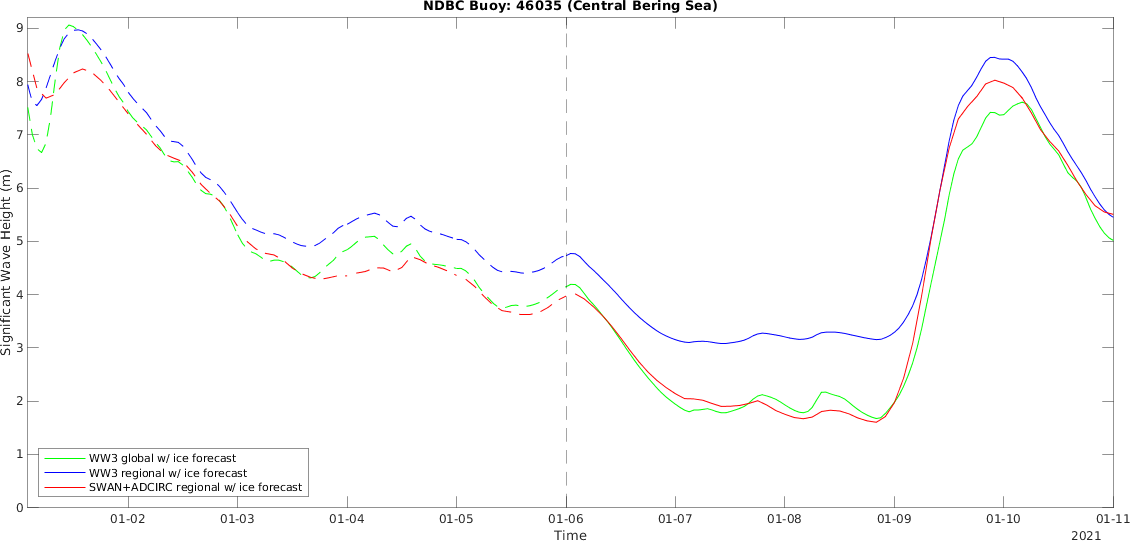 NDBC Buoy: 46035 (Central Bering Sea)
Significant Wave Height (m)
9
8
7
6
5
4
3
2
1
0
WW3 global w/ ice forecast
WW3 regional w/ ice forecast
SWAN+ADCIRC regional w/ ice forecast
01-02 01-03 01-04 01-05 01-06 01-07 01-08 01-09 01-10 01-11
Time
2021